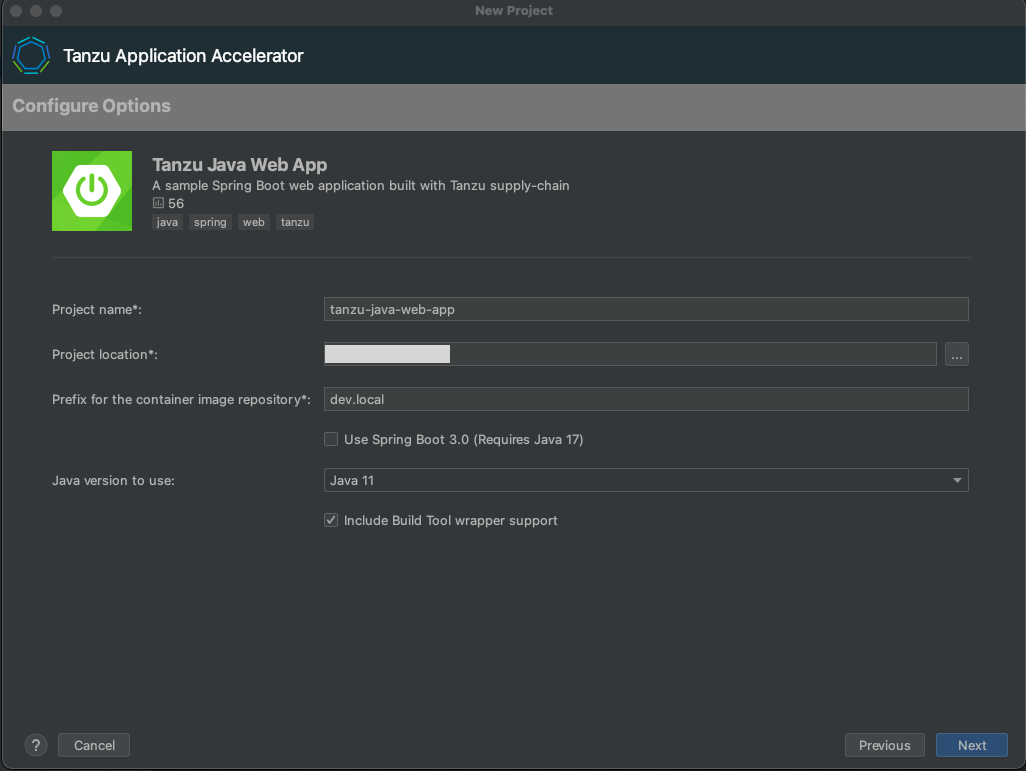 New Project
Tanzu Application Accelerator
Configure Options
Tanzu Java Web App
A sample Spring Boot web application built with Tanzu supply-chain
56
java spring web tanzu
Project name*: tanzu-java-web-app
Project location*: ...
Prefix for the container image repository*: dev.local
Use Spring Boot 3.0 (Requires Java 17)
Java version to use: Java 11
Include Build Tool wrapper support
? Cancel Previous Next